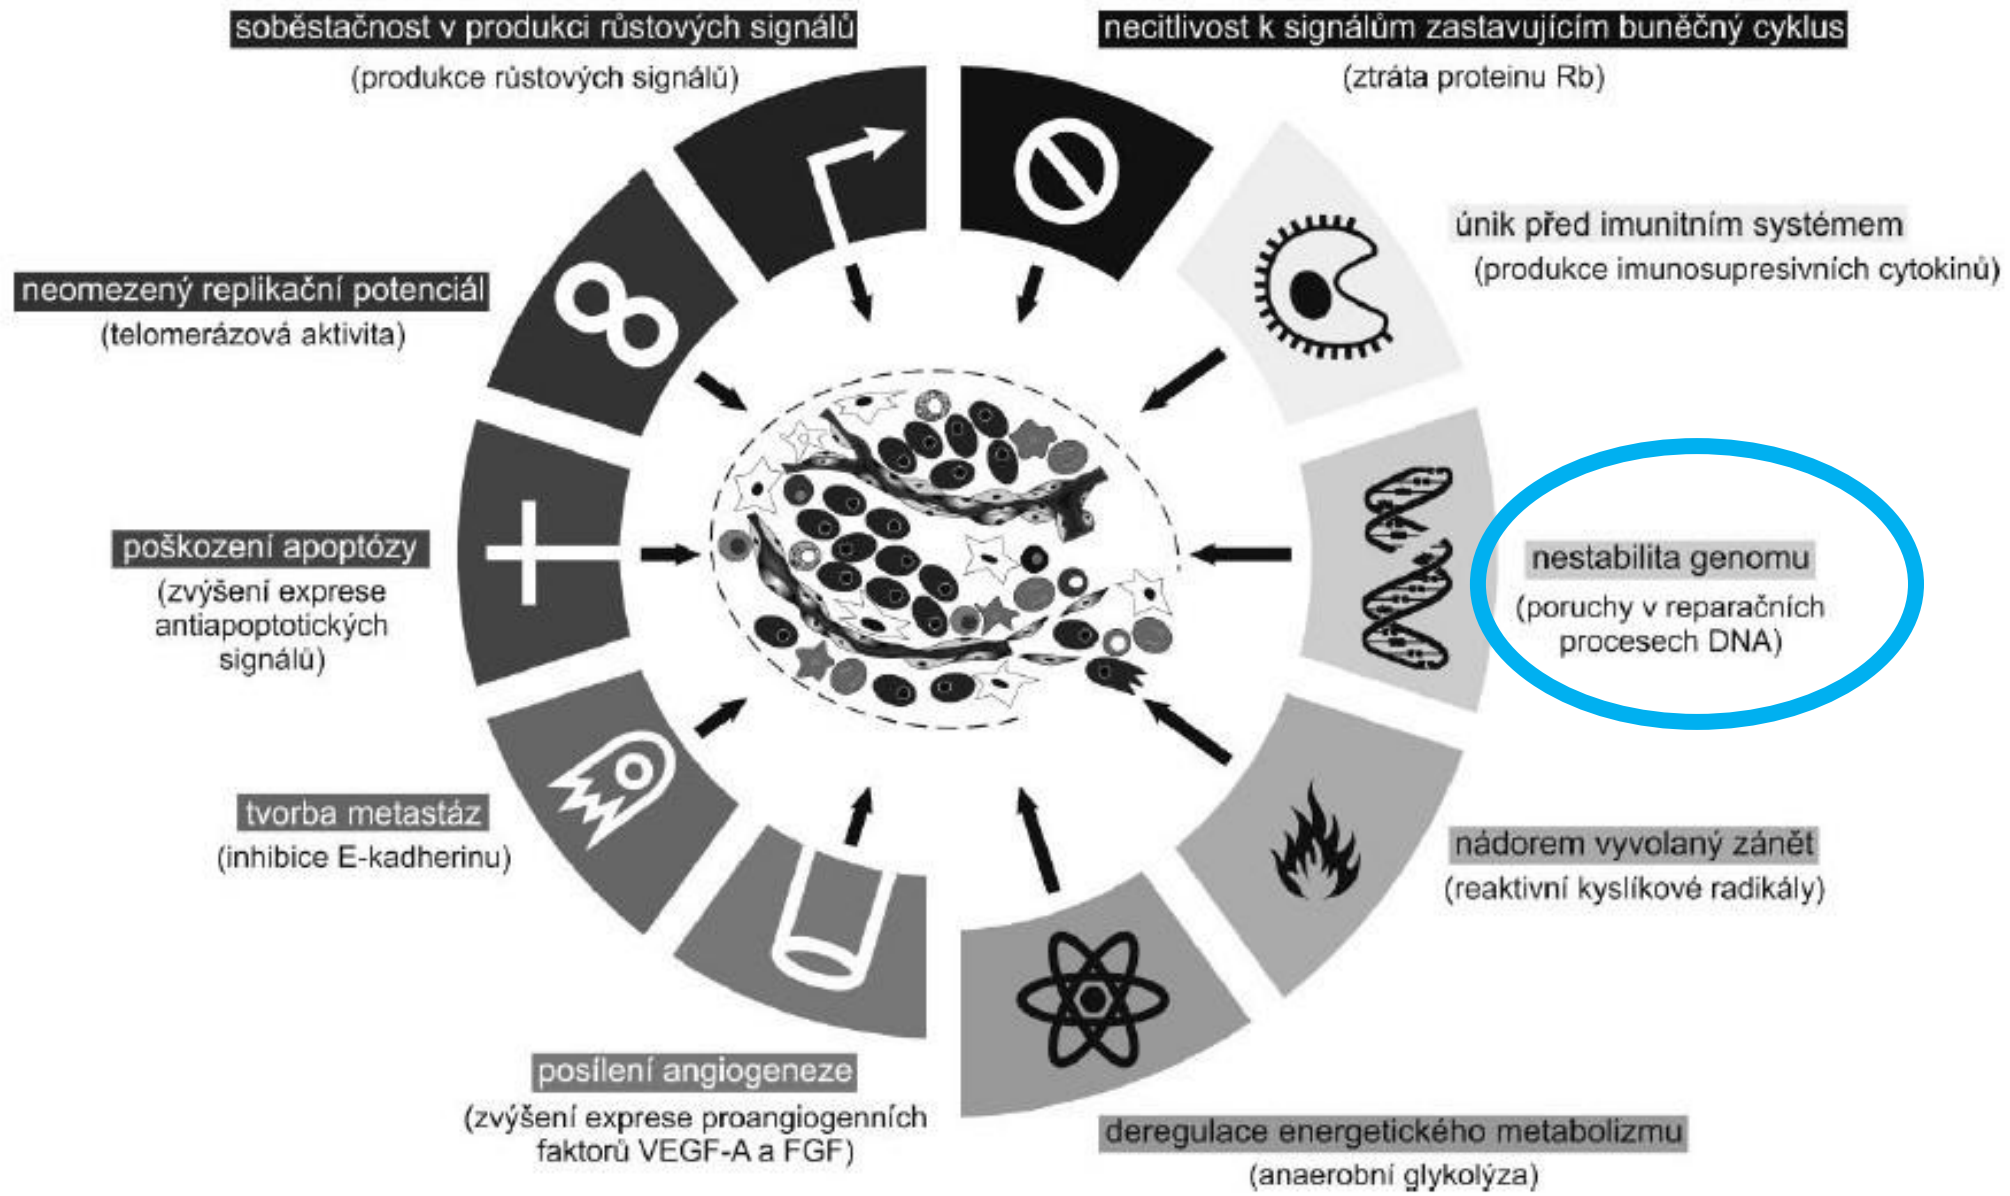 soběstačnost v produkci růstových signálů
(produkce růstových signálů)
necitlivost k signálům zastavujícím buněčný cyklus
(ztráta proteinu Rb)
únik před imunitním systémem
(produkce imunosupresivních cytokinů)
neomezený replikační potenciál
(telomerázová aktivita)
poškození apoptózy
(zvýšení exprese
antiapoptotických
signálů)
nestabilita genomu
(poruchy v reparačních
procesech DNA)
tvorba metastáz
(inhibice E-kadherinu)
nádorem vyvolaný zánět
(reaktivní kyslíkové radikály)
posílení angiogeneze
(zvýšení exprese proangiogenních
faktorů VEGF-A a FGF)
deregulace energetického metabolizmu
(anaerobní glykolýza)